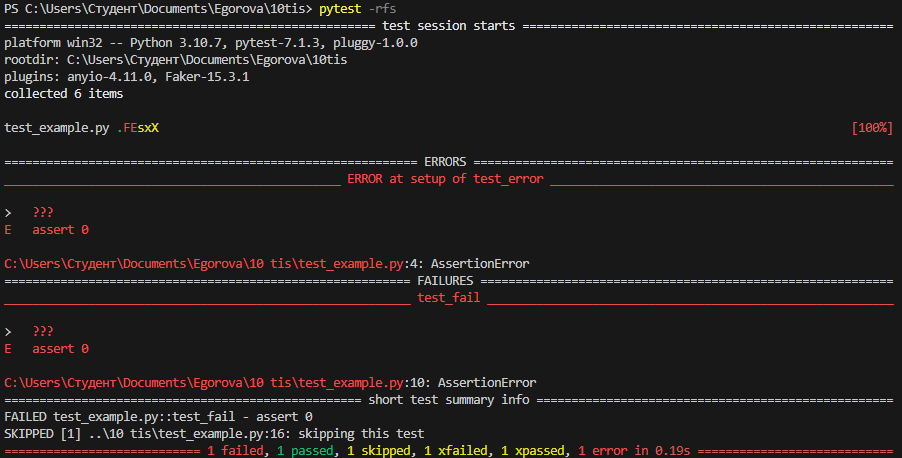 PS C:\Users\Студент\Documents\Egorova\10tis> pytest -rfs
============================================ test session starts ============================================
platform win32 -- Python 3.10.7, pytest-7.1.3, pluggy-1.0.0
rootdir: C:\Users\Студент\Documents\Egorova\10tis
plugins: anyio-4.11.0, Faker-15.3.1
collected 6 items
test_example.py .FEsxX [100%]
================================================== ERRORS ==================================================
________________________________________ ERROR at setup of test_error ________________________________________
> ???
E assert 0
C:\Users\Студент\Documents\Egorova\10 tis\test_example.py:4: AssertionError
================================================= FAILURES =================================================
_________________________________________________ test_fail _________________________________________________
> ???
E assert 0
C:\Users\Студент\Documents\Egorova\10 tis\test_example.py:10: AssertionError
========================================== short test summary info ==========================================
FAILED test_example.py::test_fail - assert 0
SKIPPED [1] ..\10 tis\test_example.py:16: skipping this test
=========================== 1 failed, 1 passed, 1 skipped, 1 xfailed, 1 xpassed, 1 error in 0.19s ===========================